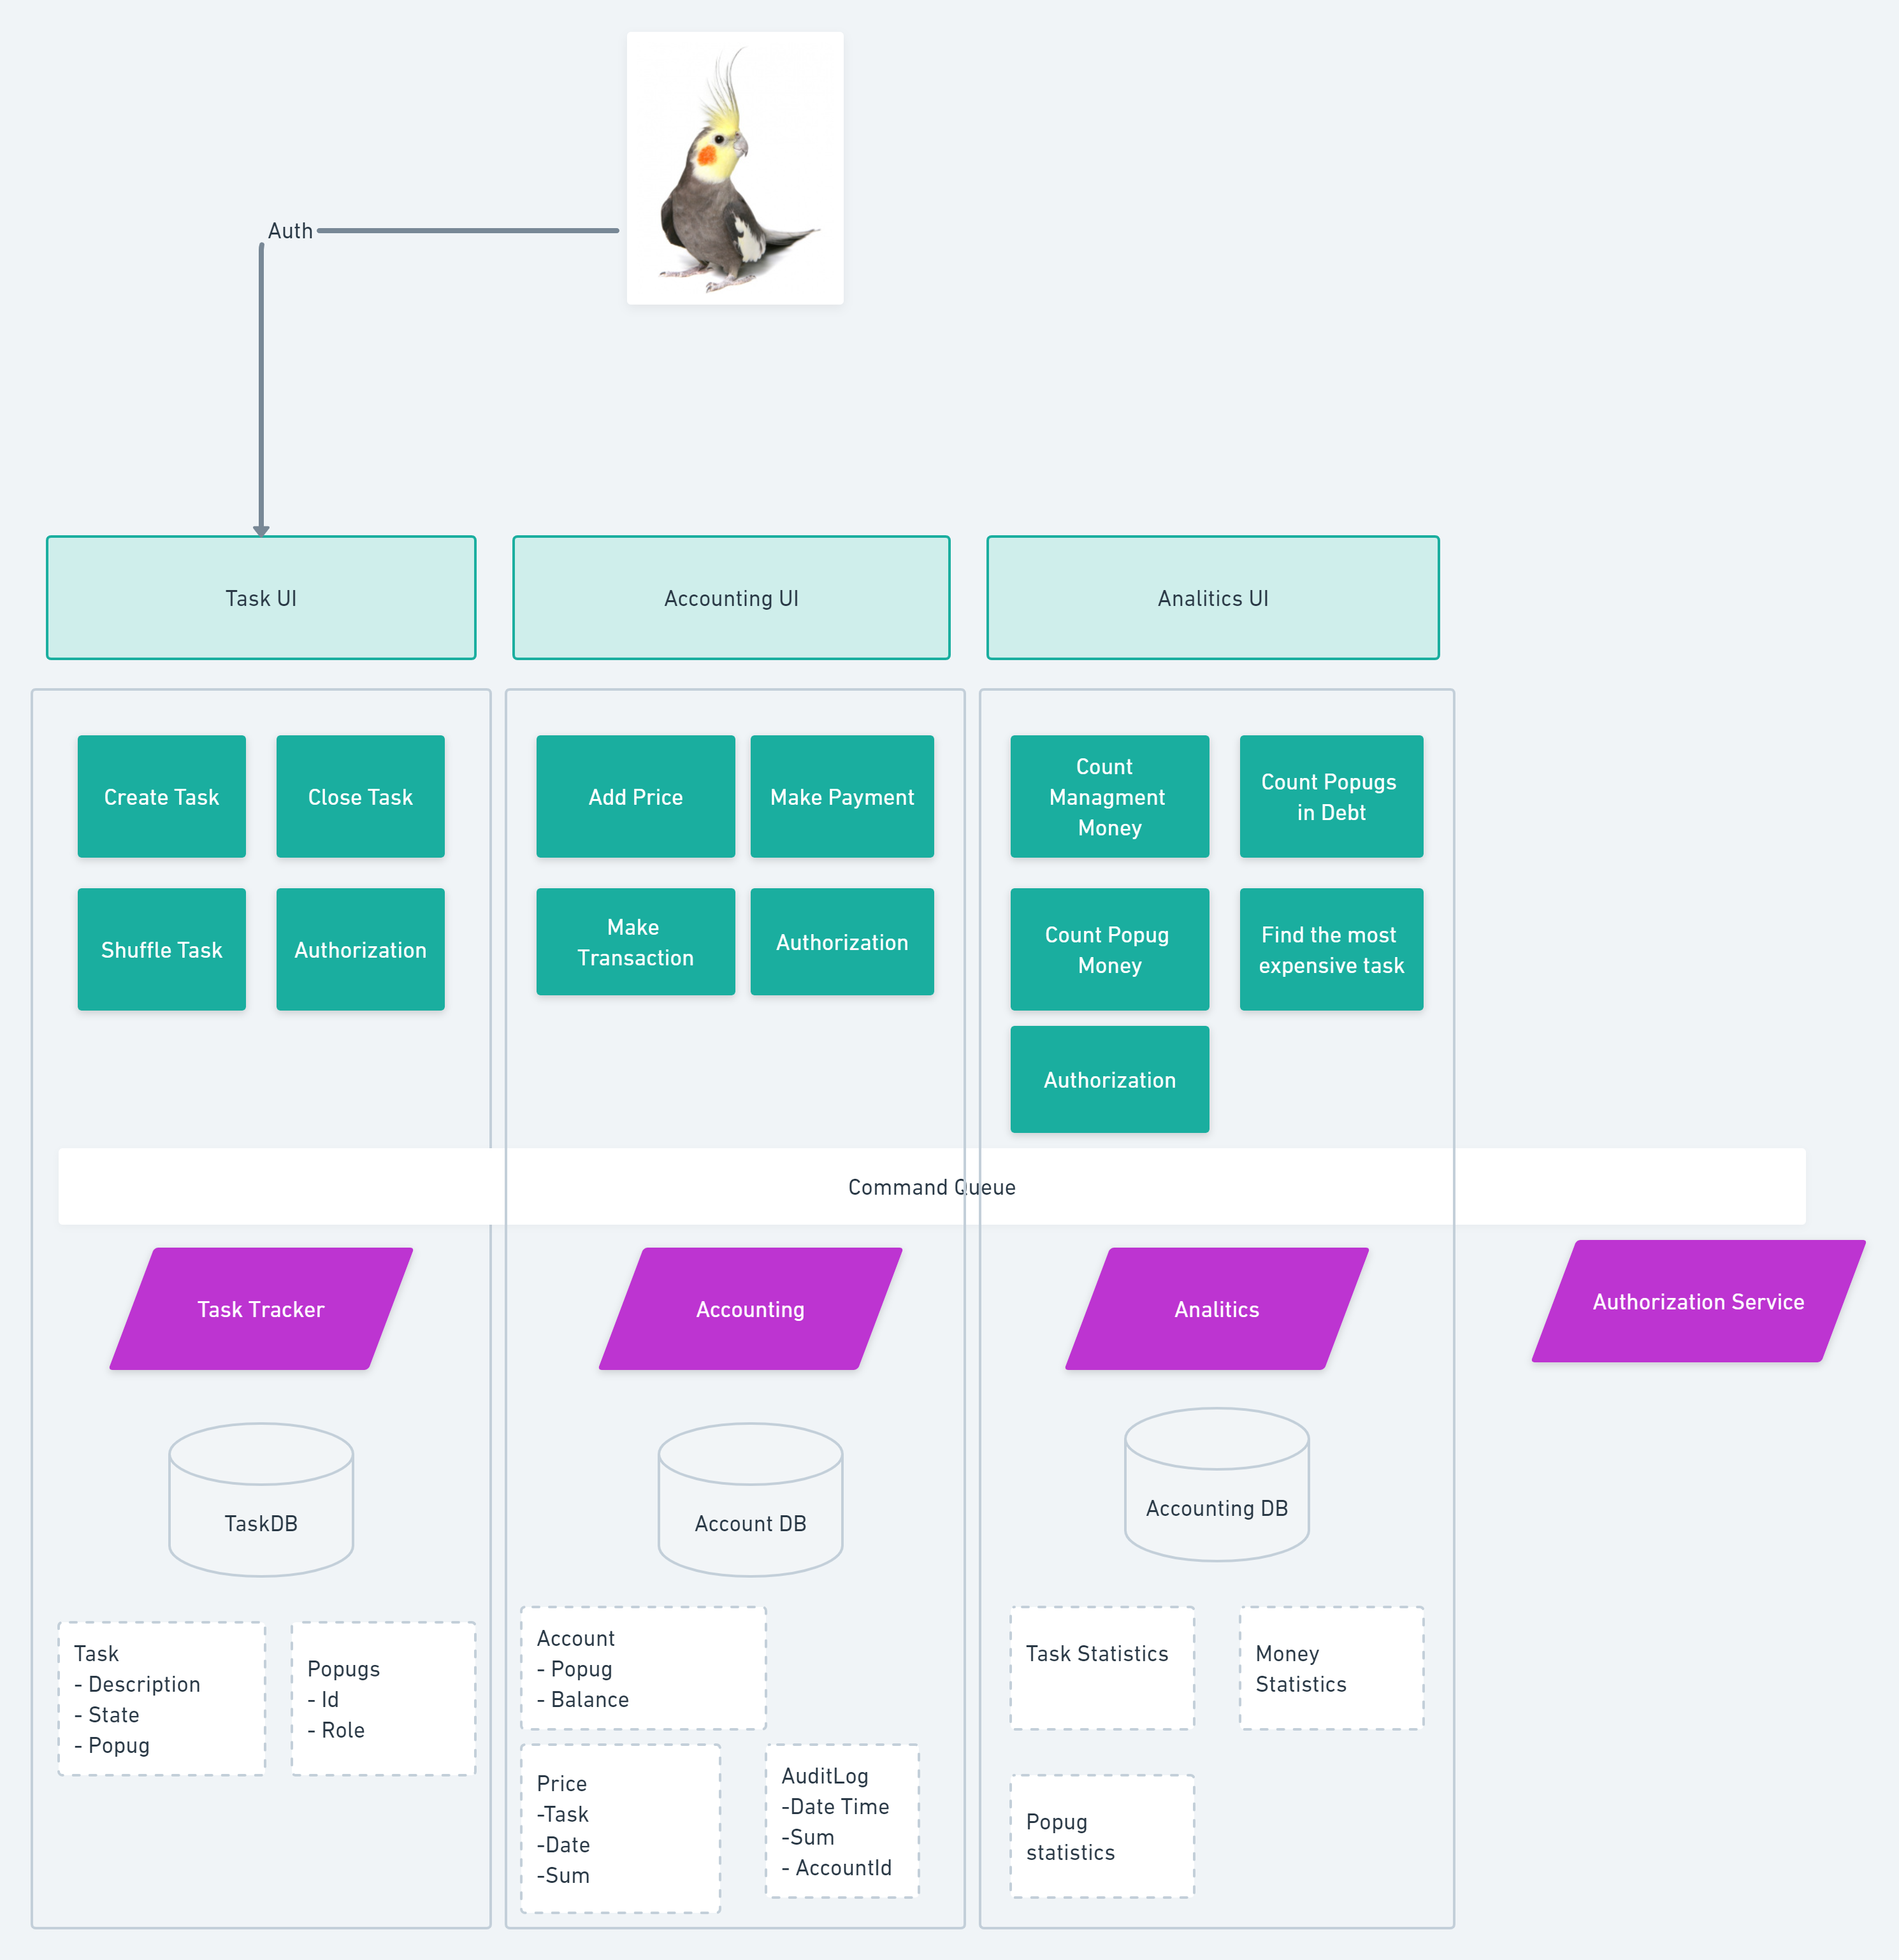 Auth
Task UI
Accounting UI
Analitics UI
Create Task
Close Task
Shuffle Task
Authorization
Add Price
Make Payment
Make
Transaction
Authorization
Count
Managment
Money
Count Popugs
in Debt
Count Popug
Money
Find the most
expensive task
Authorization
Command Queue
Task Tracker
Accounting
Analitics
Authorization Service
TaskDB
Account DB
Accounting DB
Task
- Description
- State
- Popug
Popugs
- Id
- Role
Account
- Popug
- Balance
Price
-Task
-Date
-Sum
AuditLog
-Date Time
-Sum
- AccountId
Task Statistics
Money
Statistics
Popug
statistics